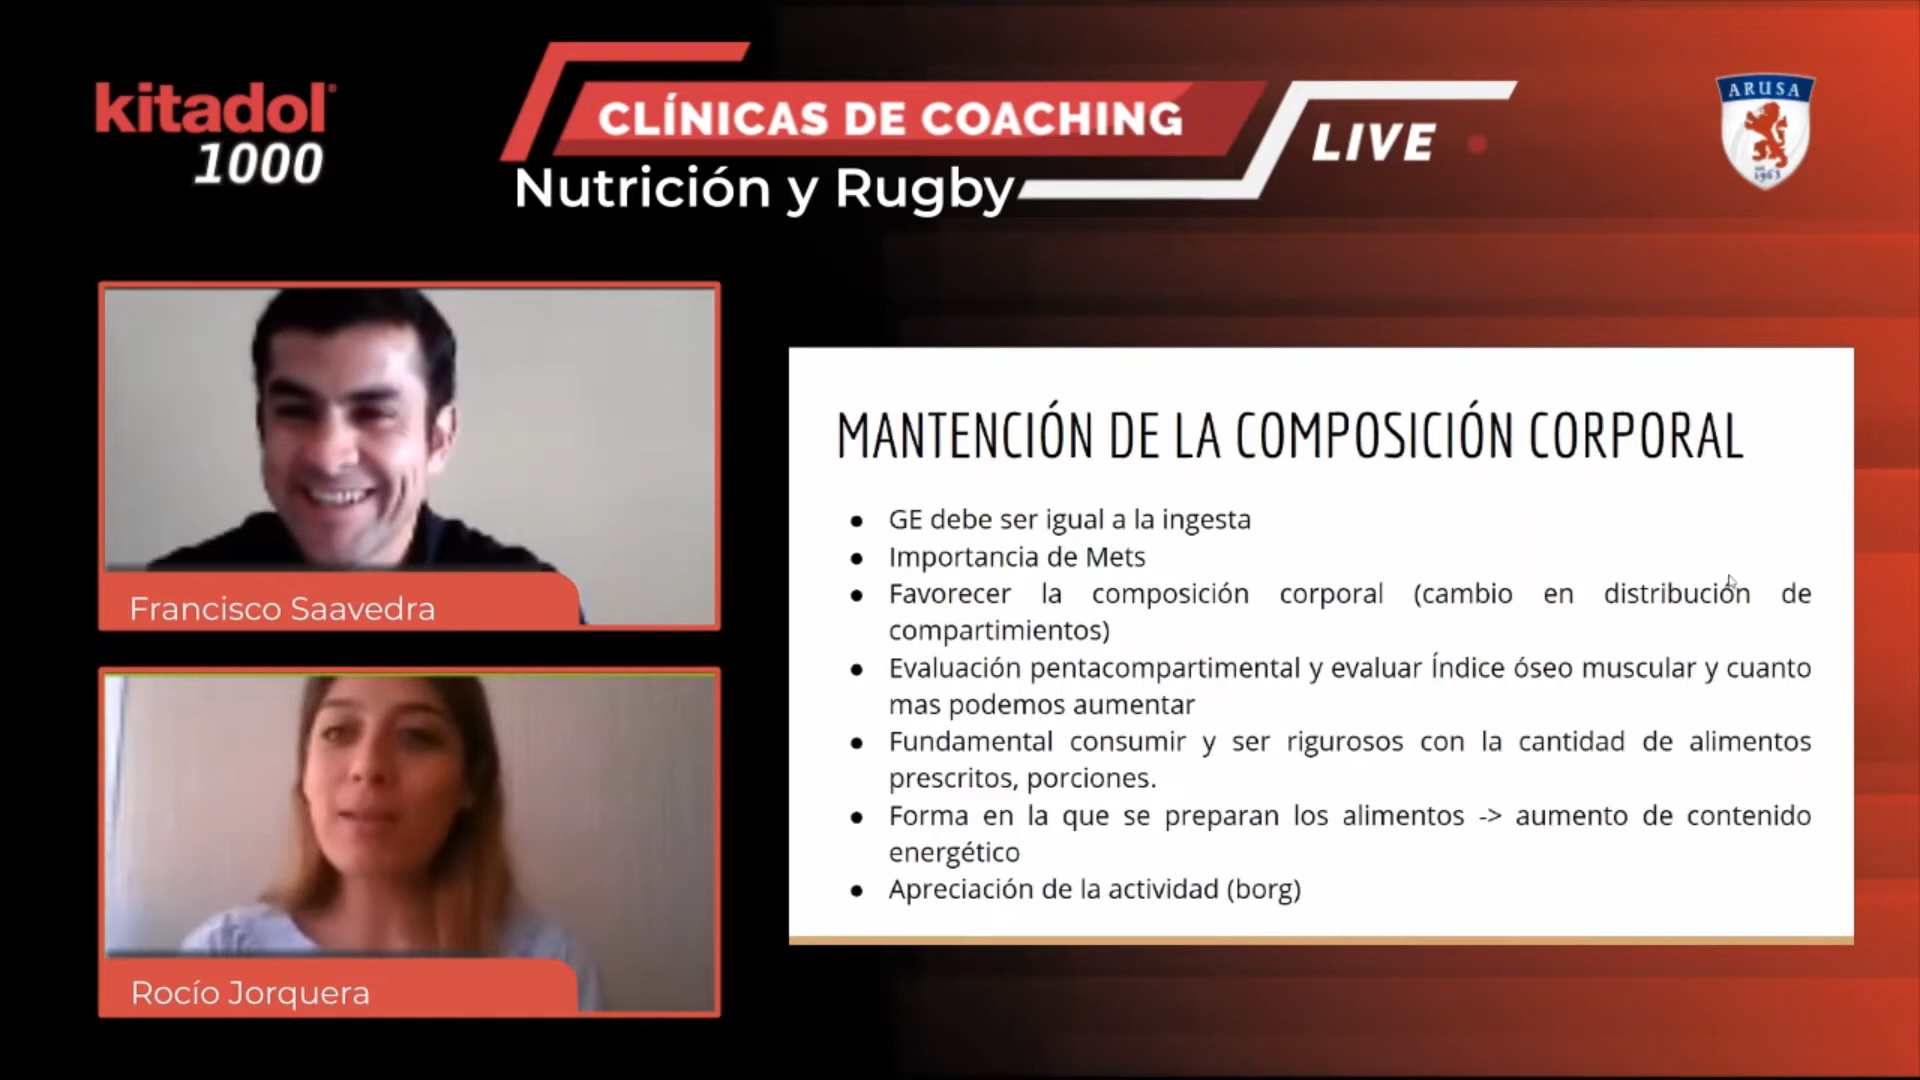 kitadol
1000
CLÍNICAS DE COACHING
LIVE
Nutrición y Rugby
ARUSA
1963
Francisco Saavedra
Rocío Jorquera
MANTENCIÓN DE LA COMPOSICIÓN CORPORAL
● GE debe ser igual a la ingesta
● Importancia de Mets
● Favorecer la composición corporal (cambio en distribución de
compartimientos)
● Evaluación pentacompartimental y evaluar Índice óseo muscular y cuanto
mas podemos aumentar
● Fundamental consumir y ser rigurosos con la cantidad de alimentos
prescritos, porciones.
● Forma en la que se preparan los alimentos -> aumento de contenido
energético
● Apreciación de la actividad (borg)